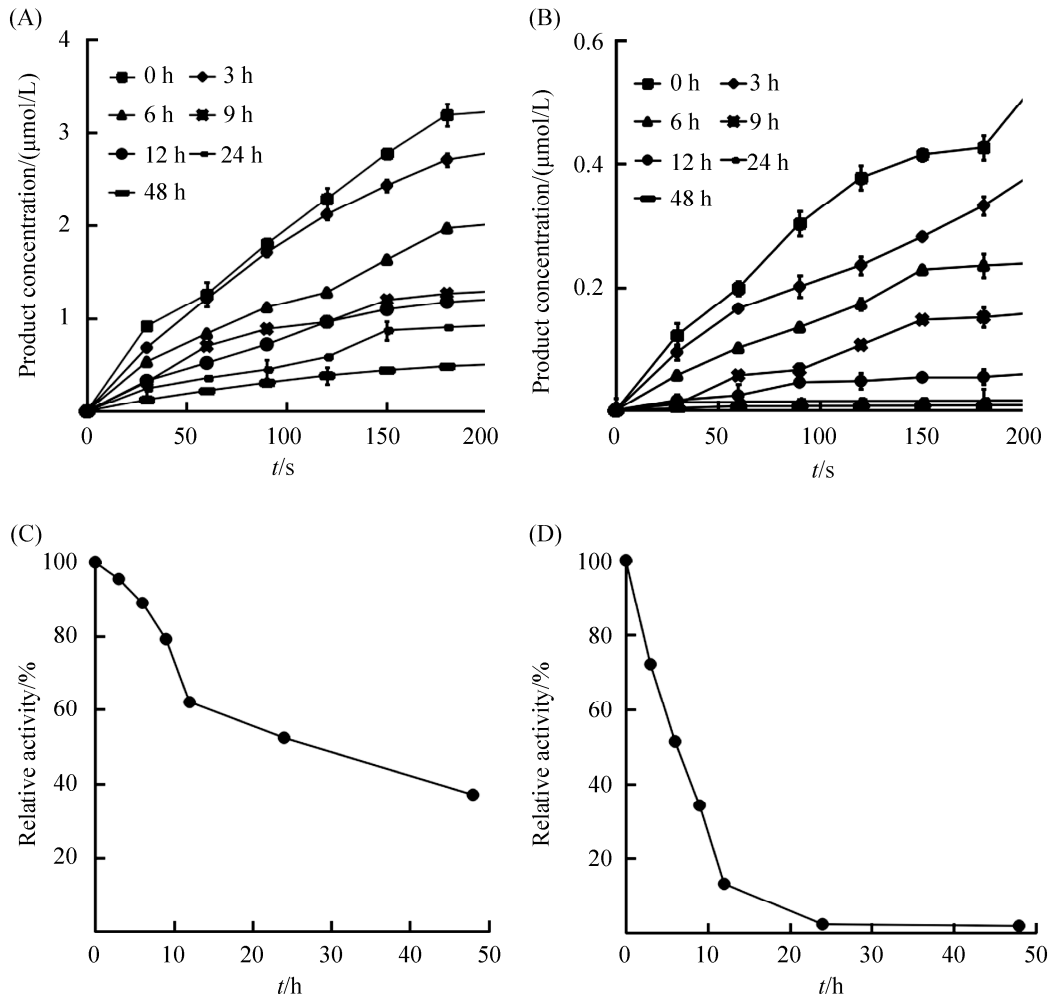 (A)
Product concentration/(μmol/L)
4
3
2
1
0 h 3 h
6 h 9 h
12 h 24 h
48 h
0 50 100 150 200
t/s
(B)
Product concentration/(μmol/L)
0.6
0.4
0.2
0 h 3 h
6 h 9 h
12 h 24 h
48 h
0 50 100 150 200
t/s
(C)
Relative activity/%
100
80
60
40
20
0 10 20 30 40 50
t/h
(D)
Relative activity/%
100
80
60
40
20
0 10 20 30 40 50
t/h